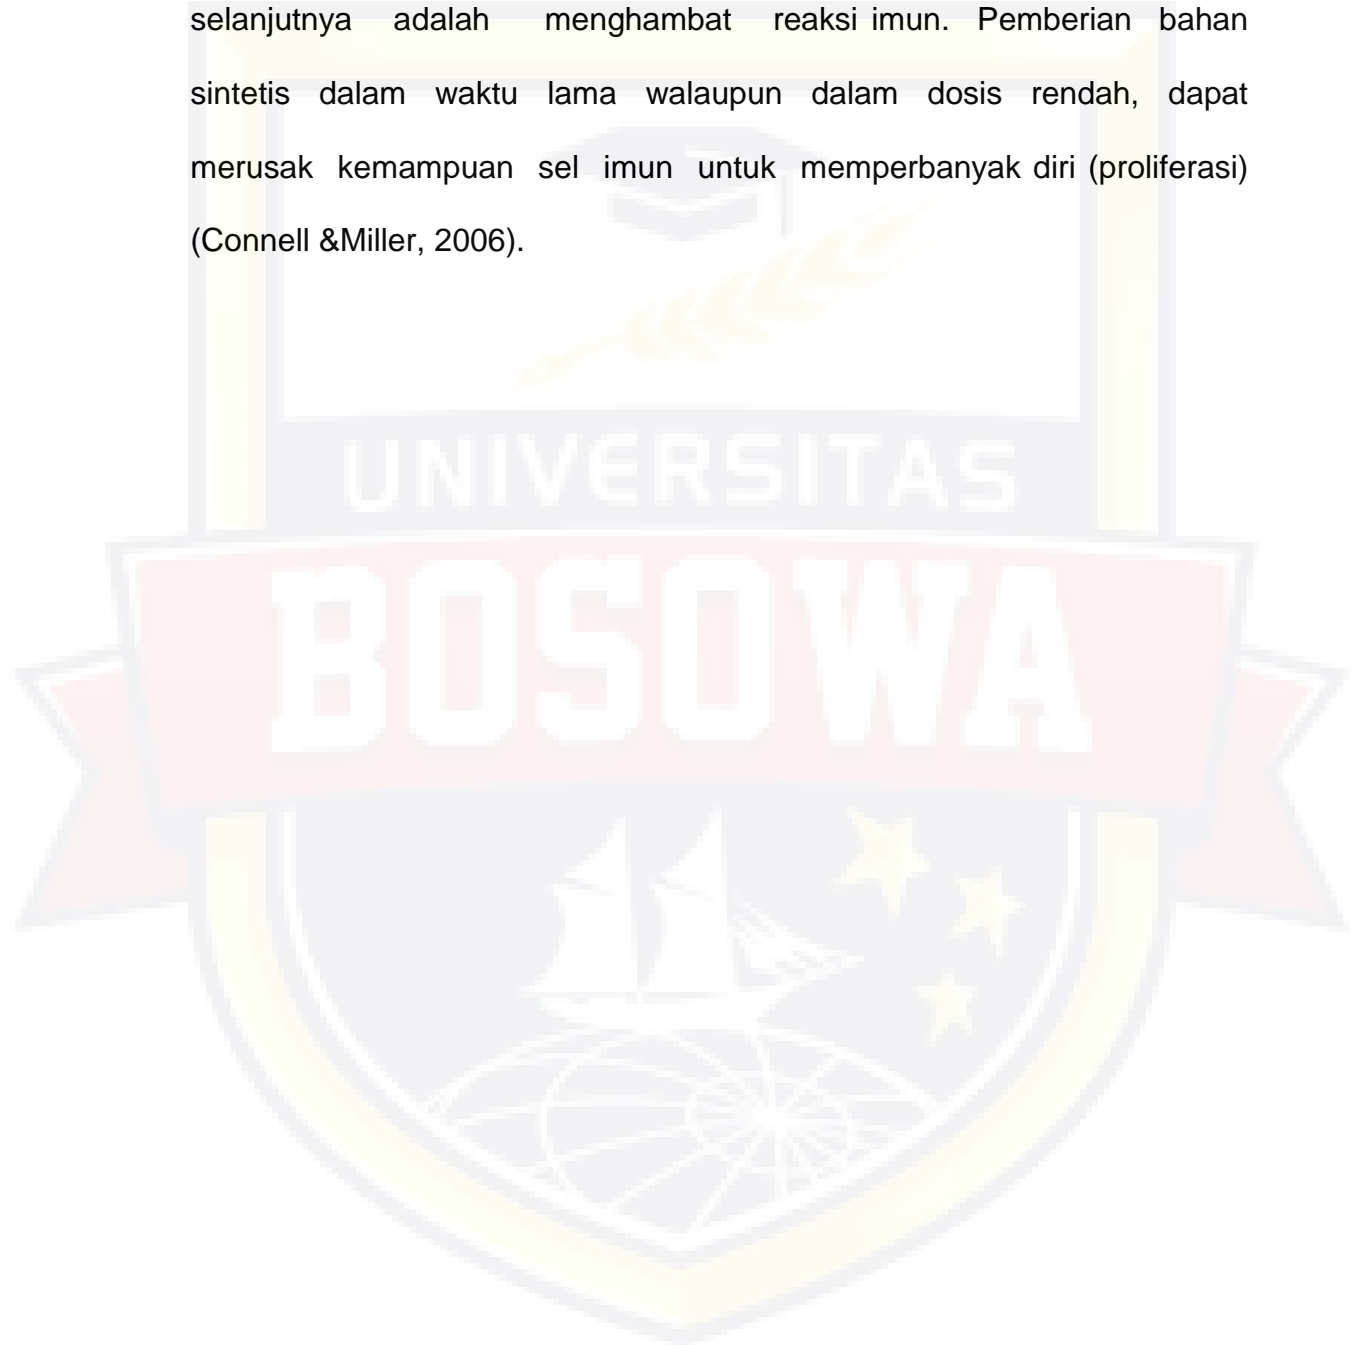 selanjutnya adalah menghambat reaksi imun. Pemberian bahan
sintetis dalam waktu lama walaupun dalam dosis rendah, dapat
merusak kemampuan sel imun untuk memperbanyak diri (proliferasi)
(Connell &Miller, 2006).
UNIVERSITAS
BOSOWA